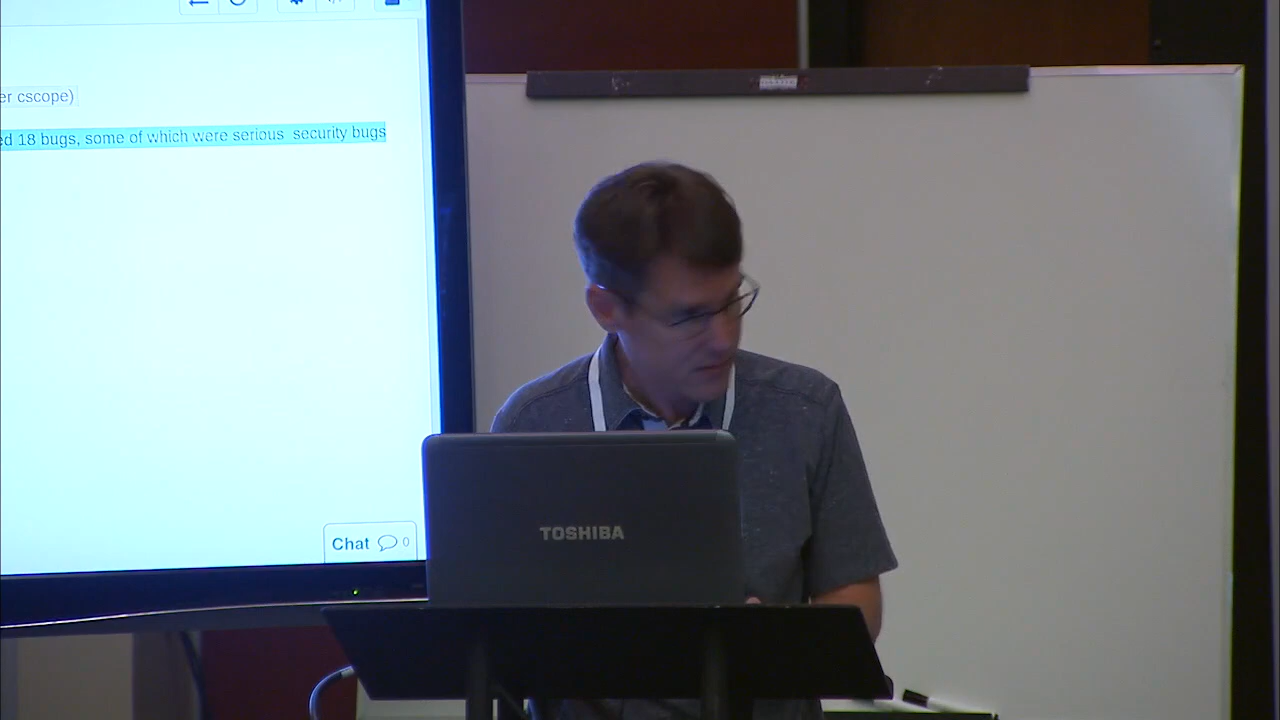 er cscope)
ed 18 bugs, some of which were serious  security bugs
Chat 0
TOSHIBA